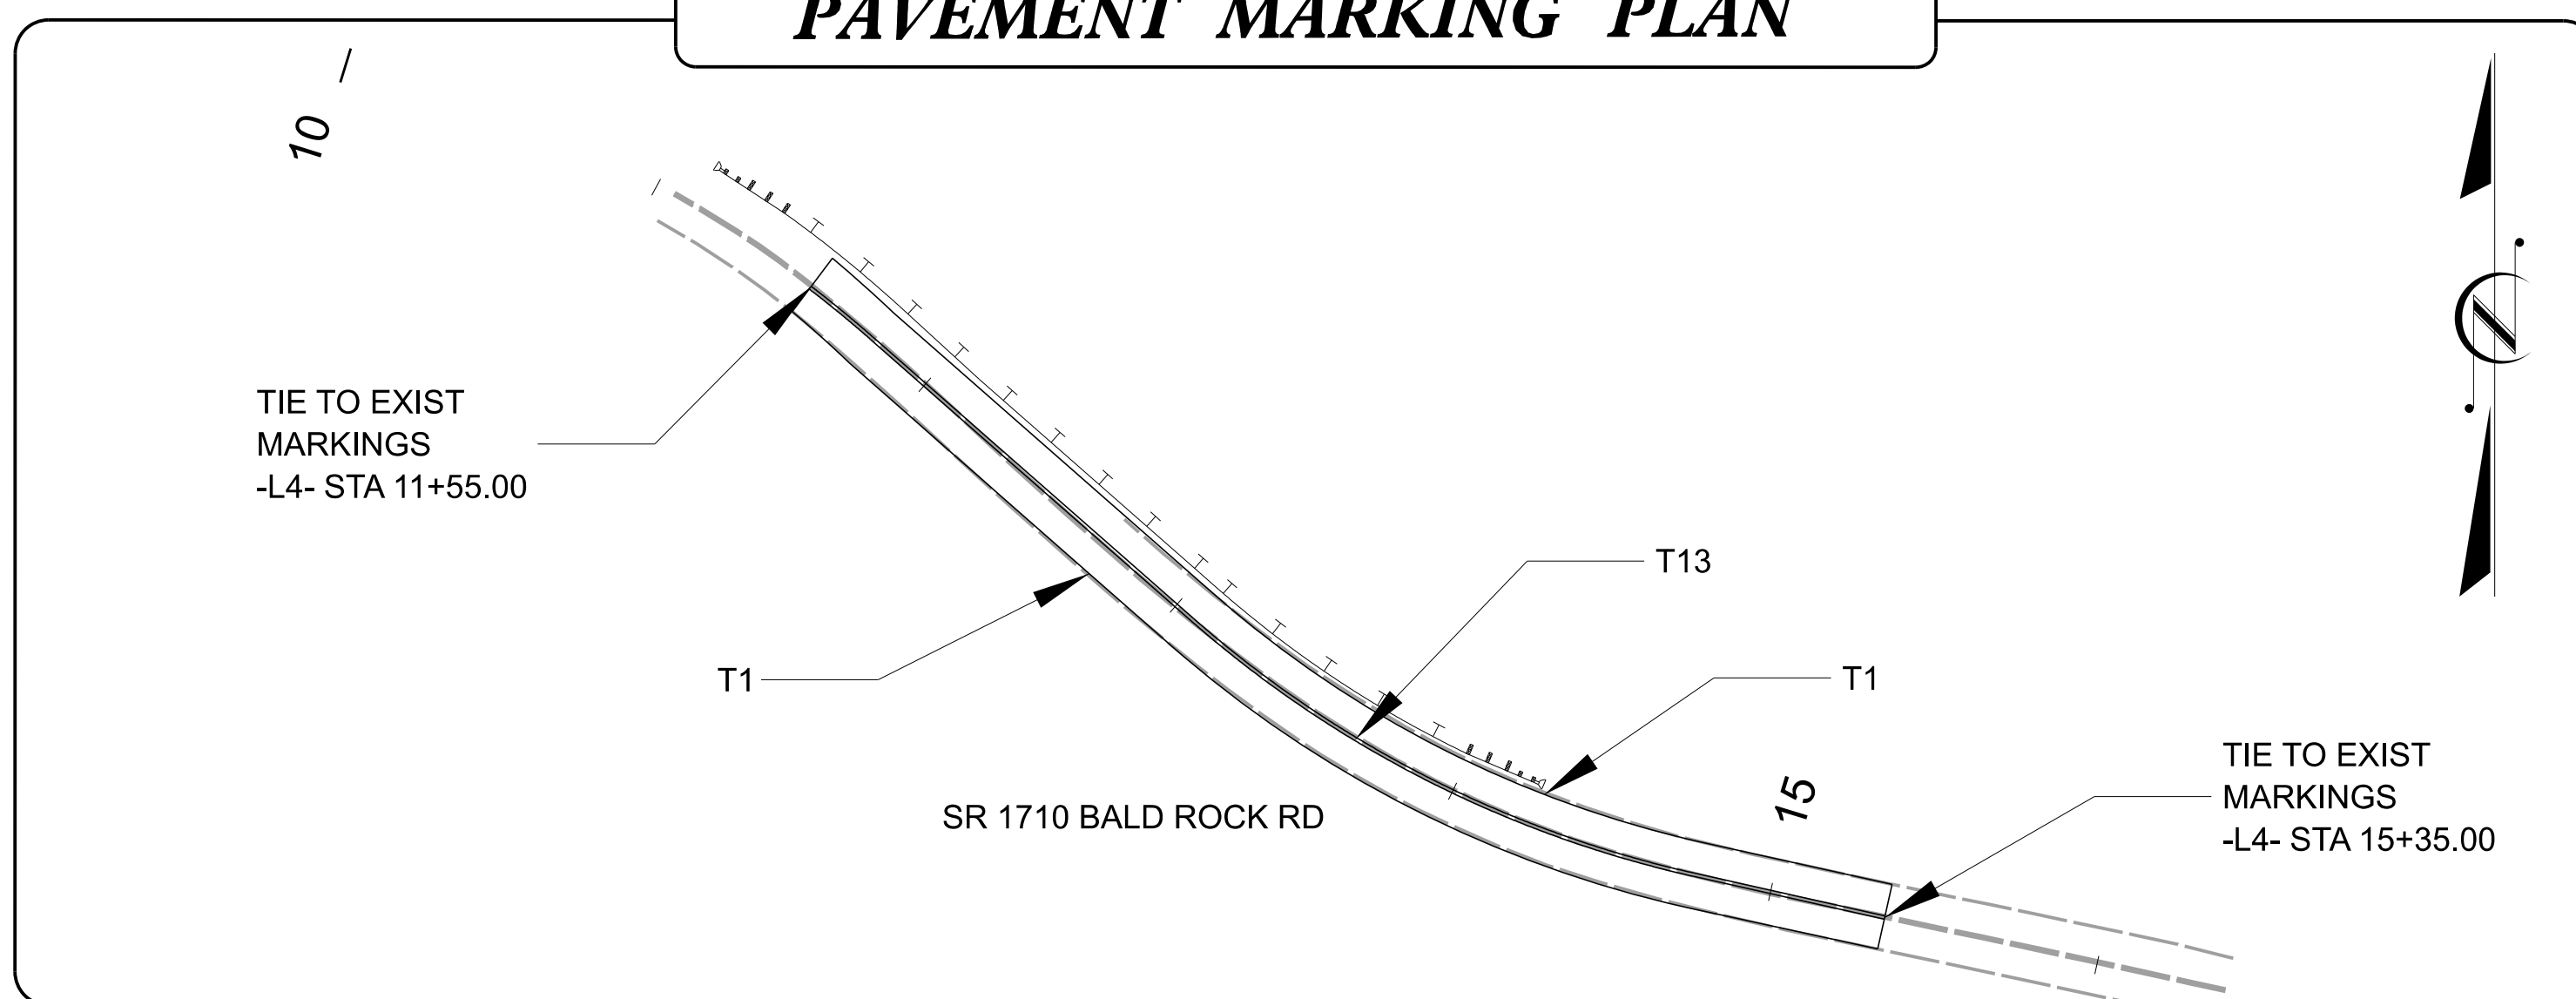 PAVEMENT MARKING PLAN
10
TIE TO EXIST
MARKINGS
-L4- STA 11+55.00
T13
T1
T1
SR 1710 BALD ROCK RD
15
TIE TO EXIST
MARKINGS
-L4- STA 15+35.00
N